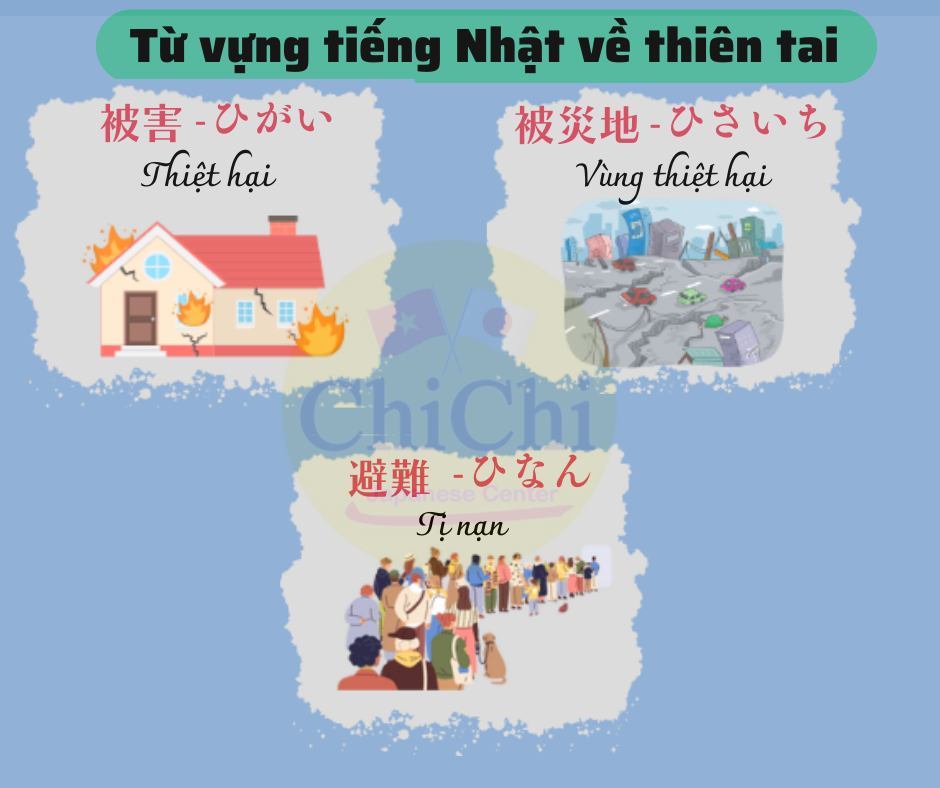 Từ vựng tiếng Nhật về thiên tai
被害 - ひがい
Thiệt hại
被災地 - ひさいち
Vùng thiệt hại
ChiChi
Japanese Center
避難 - ひなん
Tị nạn